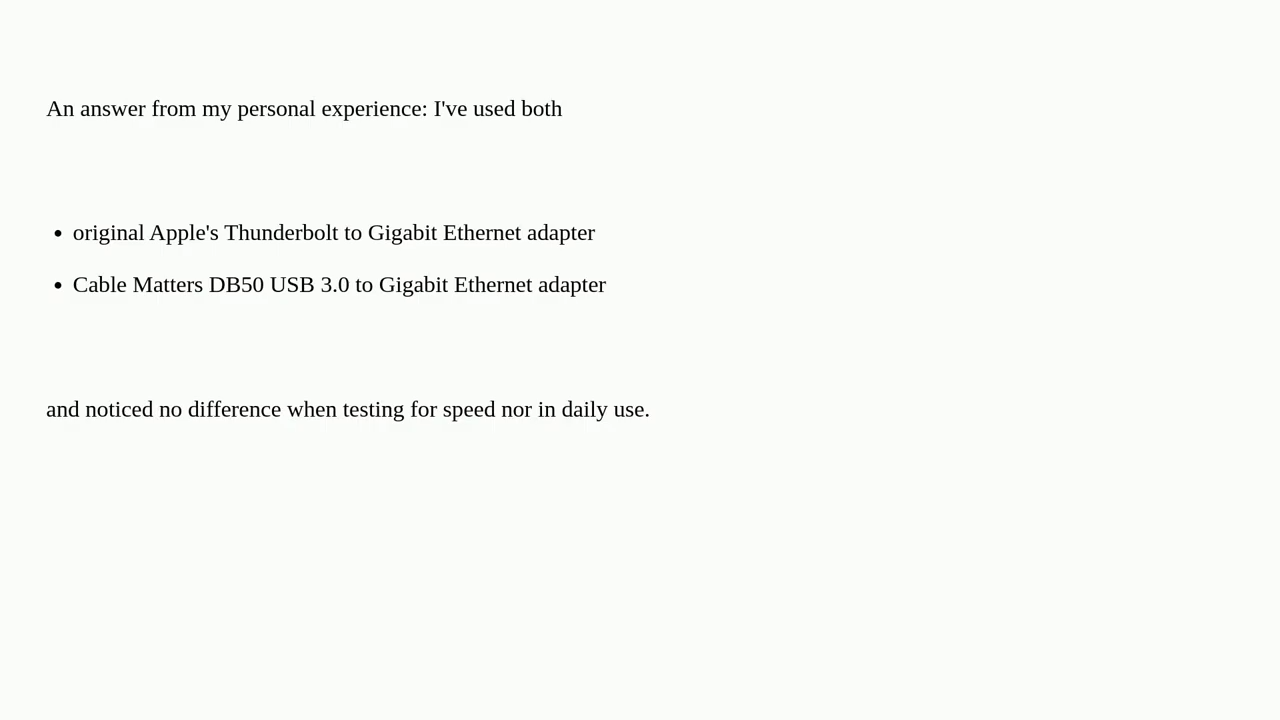 An answer from my personal experience: I've used both
• original Apple's Thunderbolt to Gigabit Ethernet adapter
• Cable Matters DB50 USB 3.0 to Gigabit Ethernet adapter
and noticed no difference when testing for speed nor in daily use.